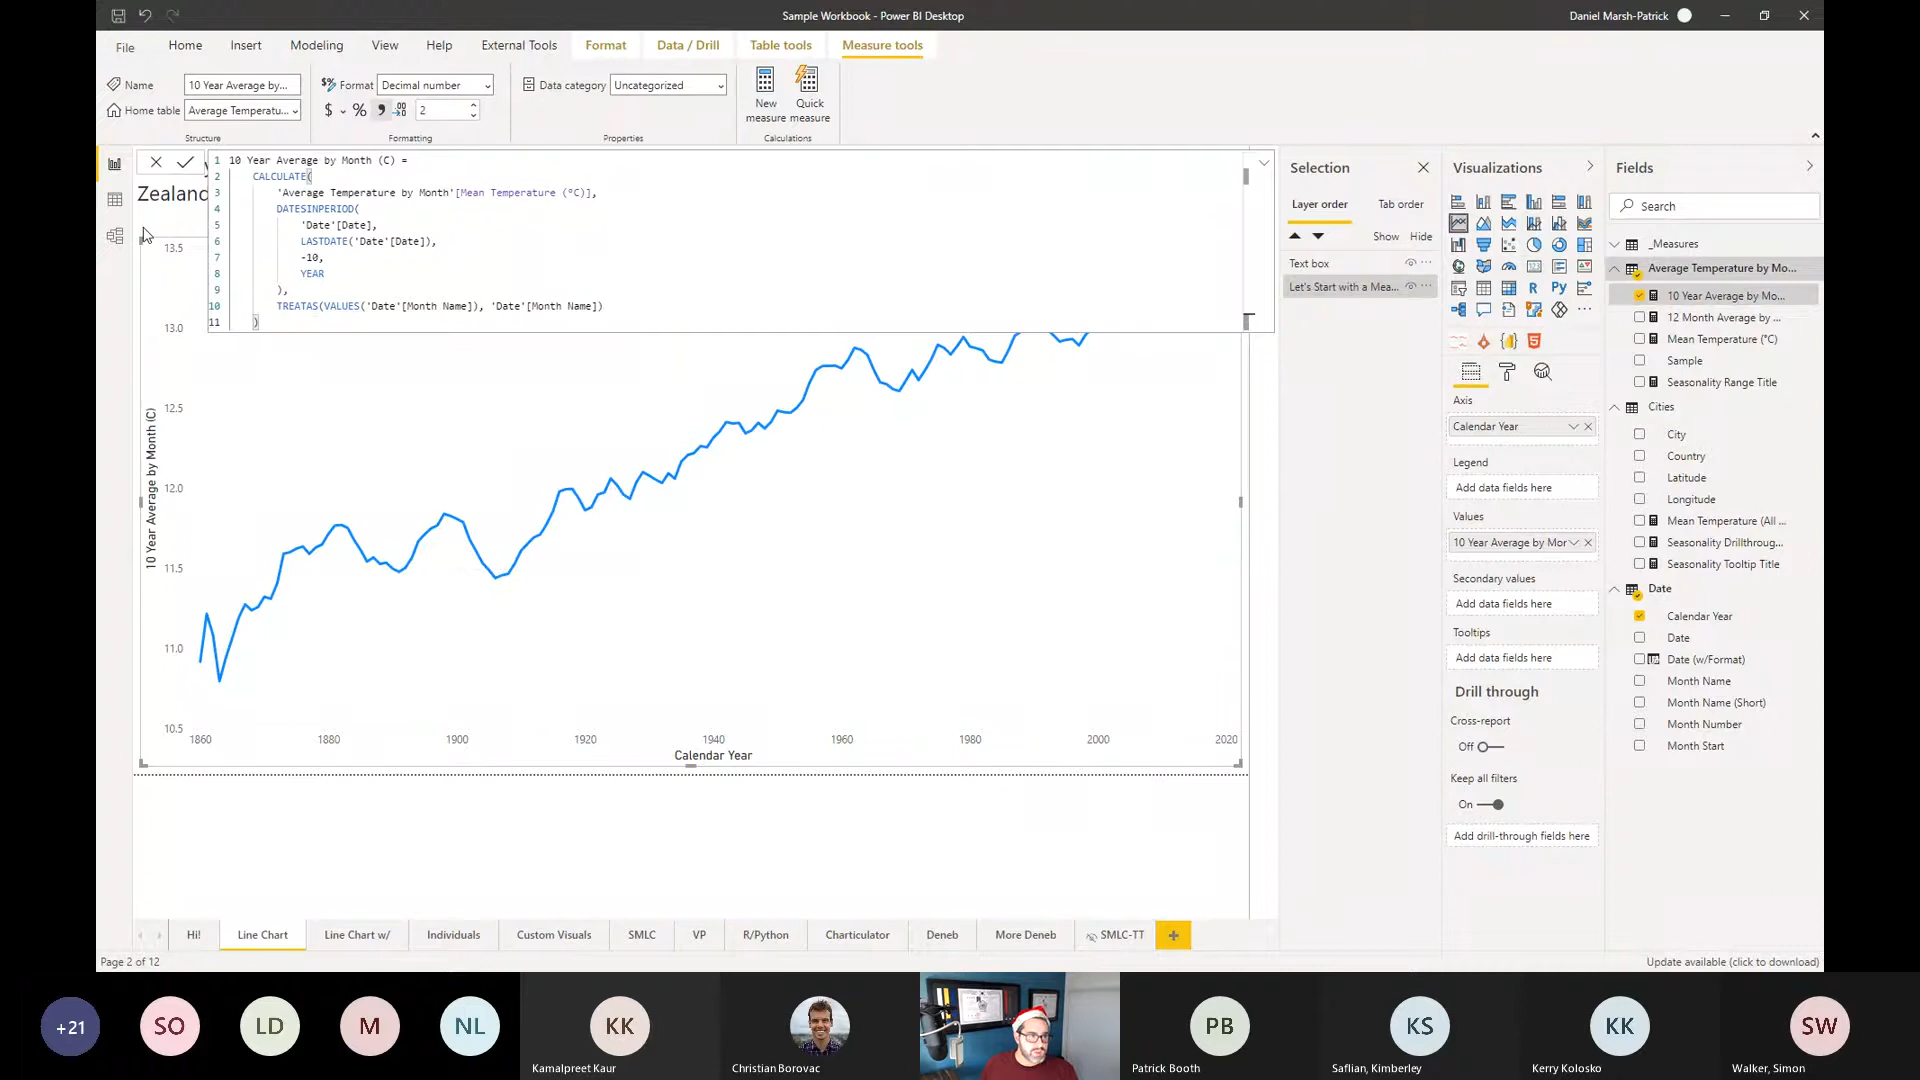 Sample Workbook - Power BI Desktop
Daniel Marsh-Patrick
File
Home
Insert
Modeling
View
Help
External Tools
Format
Data / Drill
Table tools
Measure tools
Name
10 Year Average by...
Home table
Average Temperatu...
Structure
Format
Decimal number
$
%
2
Formatting
Data category
Uncategorized
Properties
New measure
Quick measure
Calculations
1 10 Year Average by Month (C) =
2 CALCULATE(
3 'Average Temperature by Month'[Mean Temperature (°C)],
4 DATESINPERIOD(
5 'Date'[Date],
6 LASTDATE('Date'[Date]),
7 -10,
8 YEAR
9 ),
10 TREATAS(VALUES('Date'[Month Name]), 'Date'[Month Name])
11 )
Zealand
13.5
13.0
12.5
12.0
11.5
11.0
10.5
10 Year Average by Month (C)
1860
1880
1900
1920
1940
1960
1980
2000
2020
Calendar Year
Selection
Layer order
Tab order
Show
Hide
Text box
Let's Start with a Mea...
Visualizations
R
Py
Axis
Calendar Year
Legend
Add data fields here
Values
10 Year Average by Mor
Secondary values
Add data fields here
Tooltips
Add data fields here
Drill through
Cross-report
Off
Keep all filters
On
Add drill-through fields here
Fields
Search
_Measures
Average Temperature by Mo...
10 Year Average by Mo...
12 Month Average by ...
Mean Temperature (°C)
Sample
Seasonality Range Title
Cities
City
Country
Latitude
Longitude
Mean Temperature (All ...
Seasonality Drillthroug...
Seasonality Tooltip Title
Date
Calendar Year
Date
Date (w/Format)
Month Name
Month Name (Short)
Month Number
Month Start
Hi!
Line Chart
Line Chart w/
Individuals
Custom Visuals
SMLC
VP
R/Python
Charticulator
Deneb
More Deneb
SMLC-TT
Page 2 of 12
Update available (click to download)
+21
SO
LD
M
NL
KK
Kamalpreet Kaur
Christian Borovac
PB
Patrick Booth
KS
Saflian, Kimberley
KK
Kerry Kolosko
SW
Walker, Simon